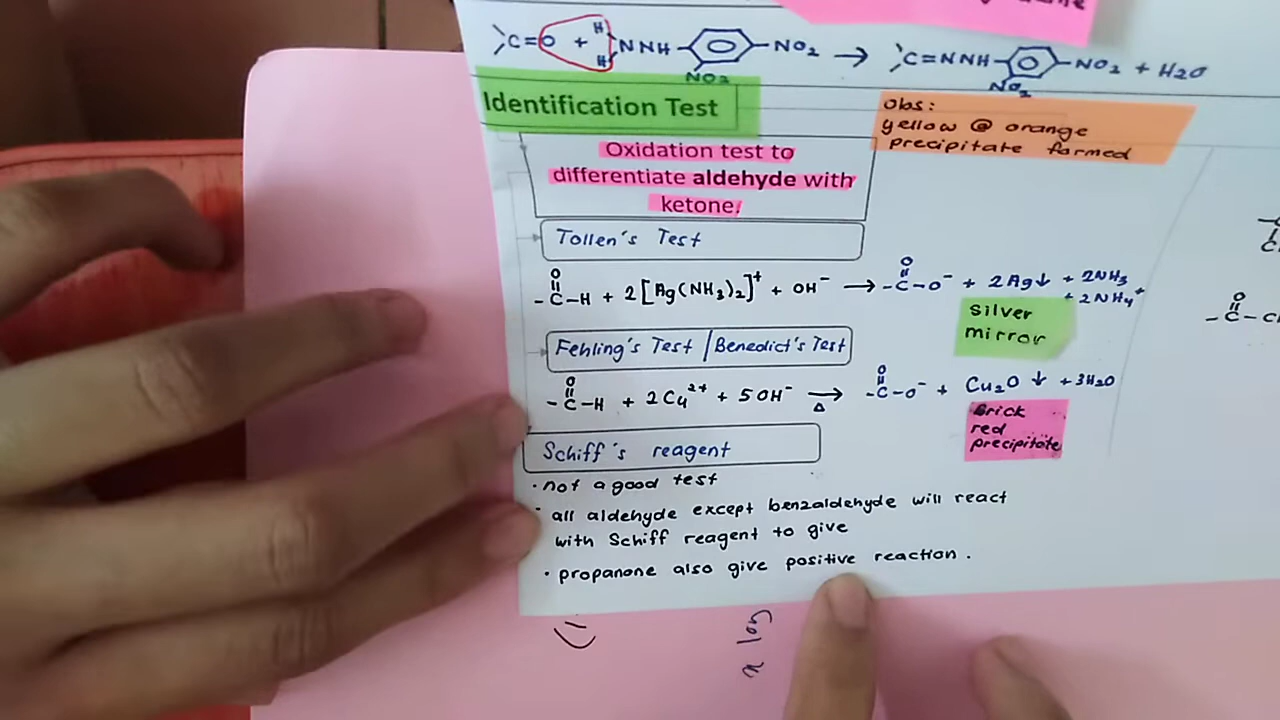 C=O + H H NNH NO2 → C=NNH NO2 + H2O
NO2 NO2
Identification Test
Obs:
yellow @ orange
precipitate formed
Oxidation test to
differentiate aldehyde with
ketone.
Tollen's Test
O
-C-H + 2[Ag(NH3)2]+ + OH- → -C-O- + 2Ag↓ + 2NH3
+ 2NH4+
silver
mirror
Fehling's Test / Benedict's Test
O
-C-H + 2Cu2+ + 5OH- → -C-O- + Cu2O ↓ + 3H2O
Δ
Brick
red
precipitate
Schiff's reagent
• not a good test
• all aldehyde except benzaldehyde will react
with Schiff reagent to give
• propanone also give positive reaction.
O
-C-